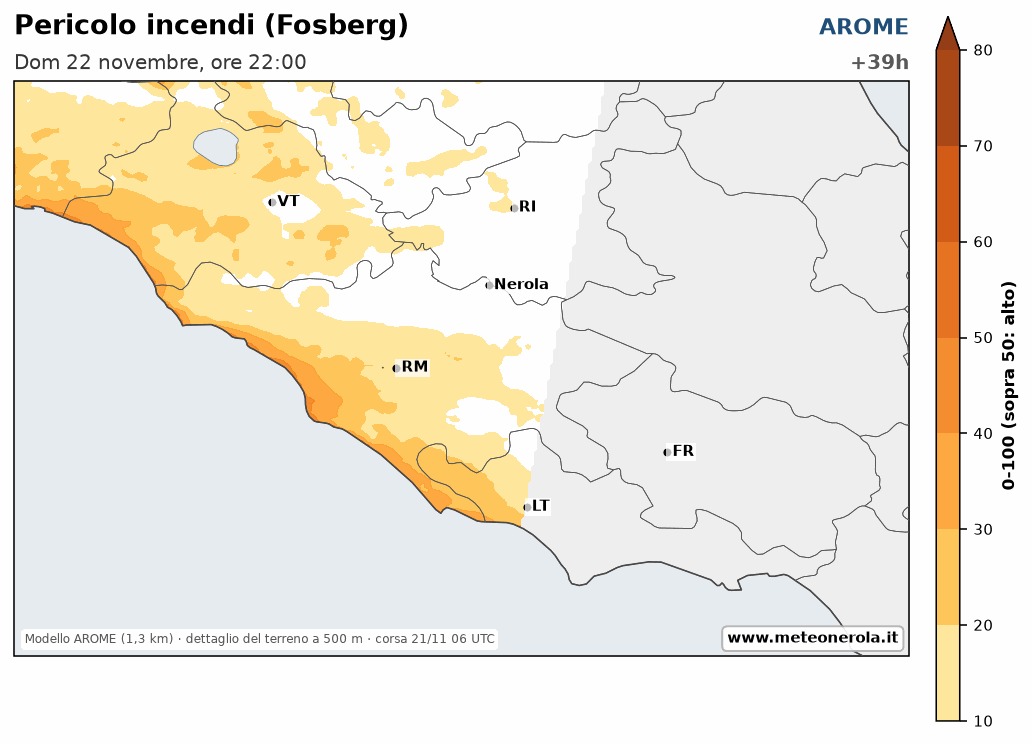 Pericolo incendi (Fosberg)
AROME
Dom 22 novembre, ore 22:00
+39h
VT
RI
Nerola
RM
FR
LT
Modello AROME (1,3 km) · dettaglio del terreno a 500 m · corsa 21/11 06 UTC
www.meteonerola.it
80
70
60
50
40
30
20
10
0-100 (sopra 50: alto)